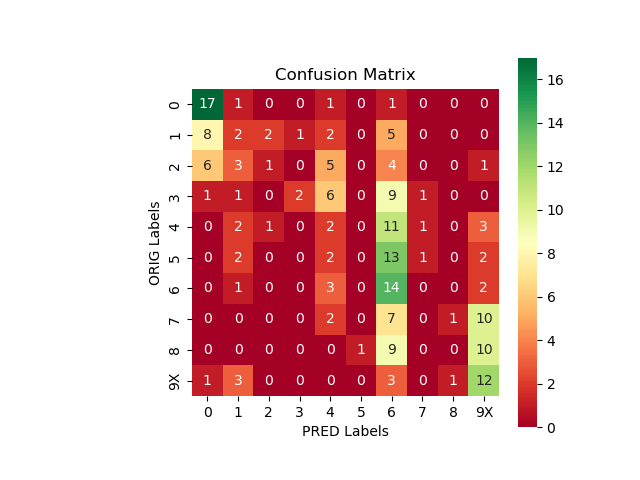 Confusion Matrix
0 17 1 0 0 1 0 1 0 0 0
1 8 2 2 1 2 0 5 0 0 0
2 6 3 1 0 5 0 4 0 0 1
3 1 1 0 2 6 0 9 1 0 0
4 0 2 1 0 2 0 11 1 0 3
5 0 2 0 0 2 0 13 1 0 2
6 0 1 0 0 3 0 14 0 0 2
7 0 0 0 0 2 0 7 0 1 10
8 0 0 0 0 0 1 9 0 0 10
9X 1 3 0 0 0 0 3 0 1 12
0 1 2 3 4 5 6 7 8 9X
ORIG Labels
PRED Labels
16
14
12
10
8
6
4
2
0